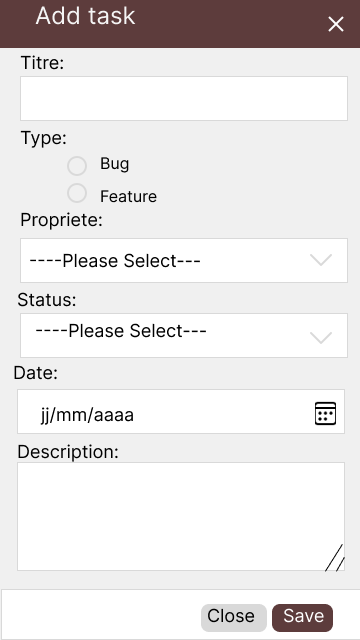 Add task
Titre:
Type:
Bug
Feature
Propriete:
----Please Select---
Status:
----Please Select---
Date:
jj/mm/aaaa
Description:
Close Save